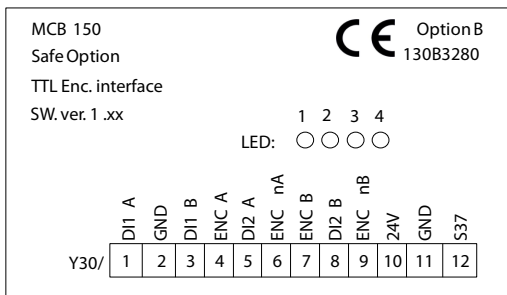 MCB 150
Safe Option
TTL Enc. interface
SW. ver. 1 .xx
CE Option B
130B3280
1 2 3 4
LED:
DI1 A
GND
DI1 B
ENC A
DI2 A
ENC nA
ENC B
DI2 B
ENC nB
24V
GND
S37
Y30/ 1 2 3 4 5 6 7 8 9 10 11 12